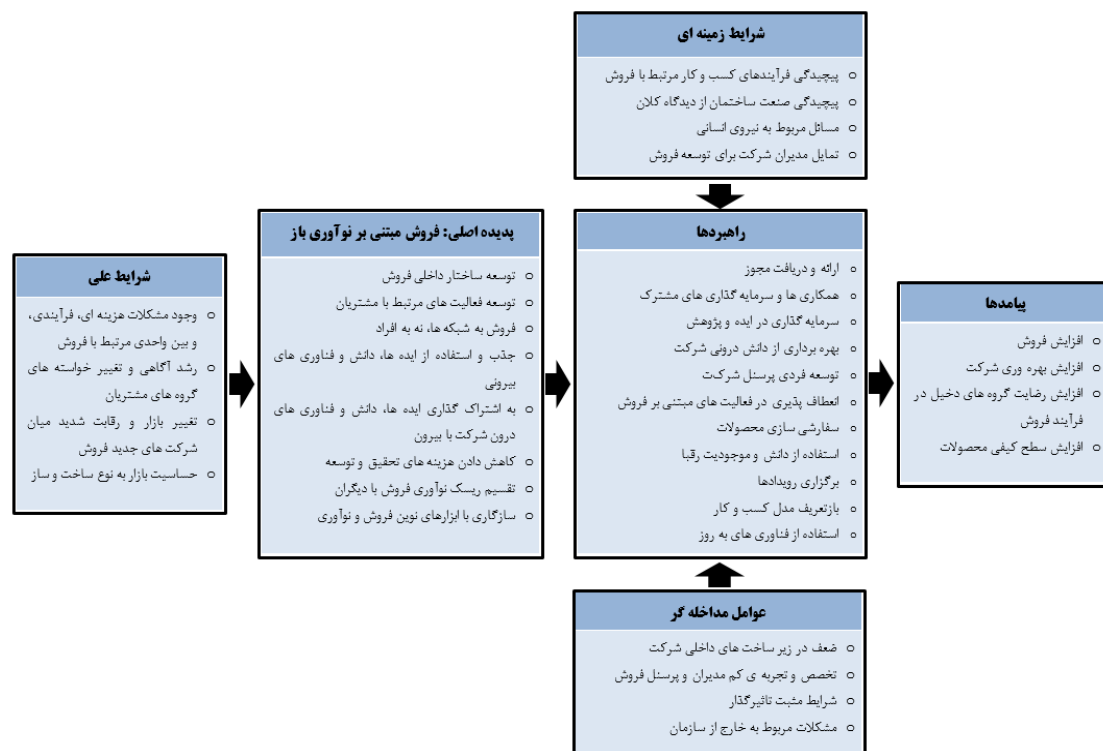 شرایط زمینه ای
پیچیدگی فرآیندهای کسب و کار مرتبط با فروش
پیچیدگی صنعت ساختمان از دیدگاه کلان
مسائل مربوط به نیروی انسانی
تمایل مدیران شرکت برای توسعه فروش
شرایط علی
وجود مشکلات هزینه ای، فرآیندی،
و بین واحدی مرتبط با فروش
رشد آگاهی و تغییر خواسته های
گروه های مشتریان
تغییر بازار و رقابت شدید میان
شرکت های جدید فروش
حساسیت بازار به نوع ساخت و ساز
پدیده اصلی: فروش مبتنی بر نوآوری باز
توسعه ساختار داخلی فروش
توسعه فعالیت های مرتبط با مشتریان
فروش به شبکه ها، نه به افراد
جذب و استفاده از ایده ها، دانش و فناوری های
بیرونی
به اشتراک گذاری ایده ها، دانش و فناوری های
درون شرکت با بیرون
کاهش دادن هزینه های تحقیق و توسعه
تقسیم ریسک نوآوری فروش با دیگران
سازگاری با ابزارهای نوین فروش و نوآوری
راهبردها
ارائه و دریافت مجوز
همکاری ها و سرمایه گذاری های مشترک
سرمایه گذاری در ایده و پژوهش
بهره برداری از دانش درونی شرکت
توسعه فردی پرسنل شرکت
انعطاف پذیری در فعالیت های مبتنی بر فروش
سفارشی سازی محصولات
استفاده از دانش و موجودیت رقبا
برگزاری رویدادها
بازتعریف مدل کسب و کار
استفاده از فناوری های به روز
پیامدها
افزایش فروش
افزایش بهره وری شرکت
افزایش رضایت گروه های دخیل در
فرآیند فروش
افزایش سطح کیفی محصولات
عوامل مداخله گر
ضعف در زیر ساخت های داخلی شرکت
تخصص و تجربه ی کم مدیران و پرسنل فروش
شرایط مثبت تاثیرگذار
مشکلات مربوط به خارج از سازمان